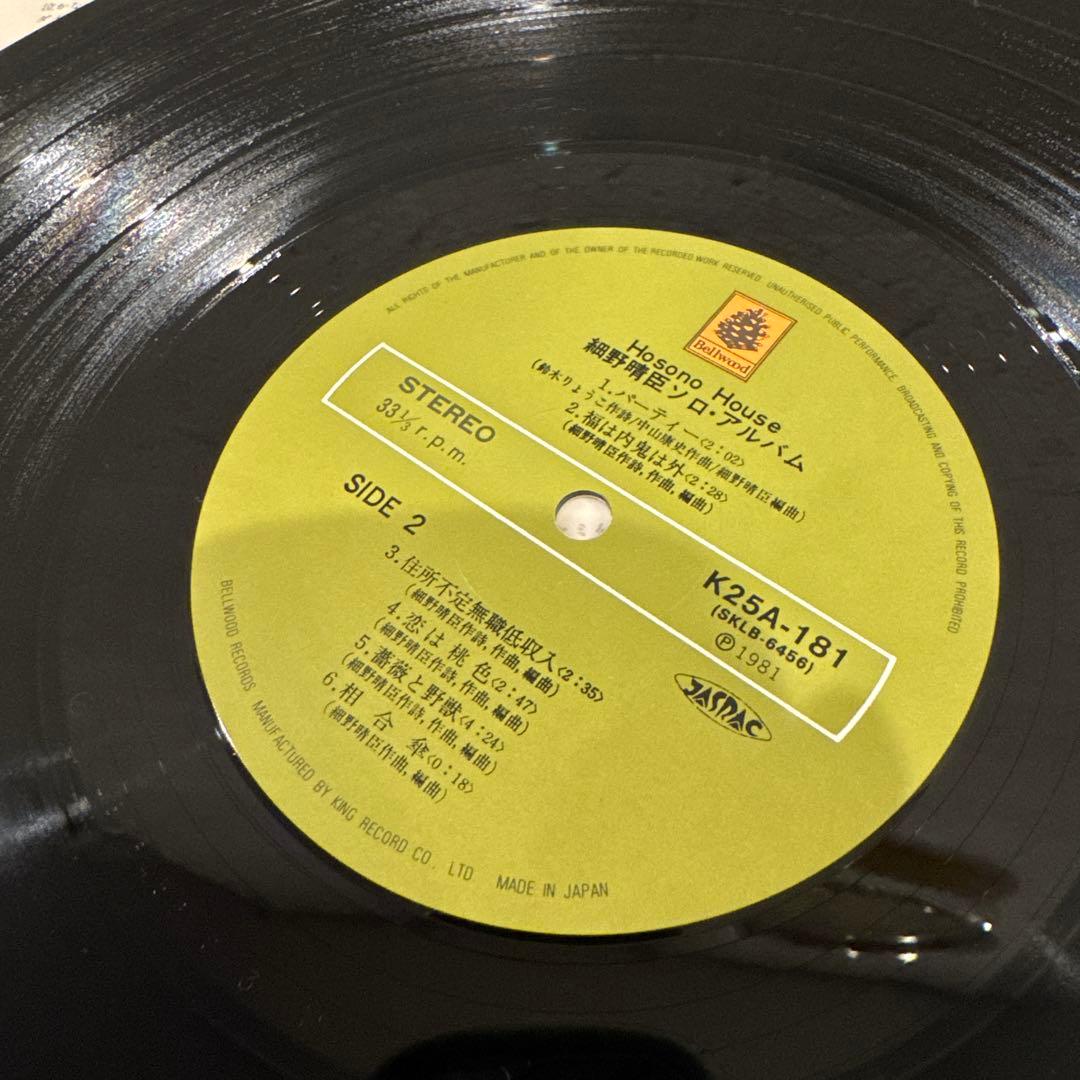 ALL RIGHTS OF THE MANUFACTURER AND OF THE OWNER OF THE RECORDED WORK RESERVED. UNAUTHORISED PUBLIC PERFORMANCE BROADCASTING AND COPYING OF THIS RECORD PROHIBITED
Bellwood
Hosono House
細野晴臣ソロ・アルバム
1.パーティー<2:02>
(鈴木りょうこ作詩/中山康史作曲/細野晴臣編曲)
2.福は内鬼は外<2:28>
(細野晴臣作詩,作曲,編曲)
STEREO
33⅓ r.p.m.
K25A-181
(SKLB-6456)
Ⓟ1981
SIDE 2
JASRAC
3.住所不定無職低収入<2:35>
(細野晴臣作詩,作曲,編曲)
4.恋は桃色<2:47>
(細野晴臣作詩,作曲,編曲)
5.薔薇と野獣<4:24>
(細野晴臣作詩,作曲,編曲)
6.相合傘<0:18>
(細野晴臣作曲,編曲)
BELLWOOD RECORDS MANUFACTURED BY KING RECORD CO., LTD MADE IN JAPAN